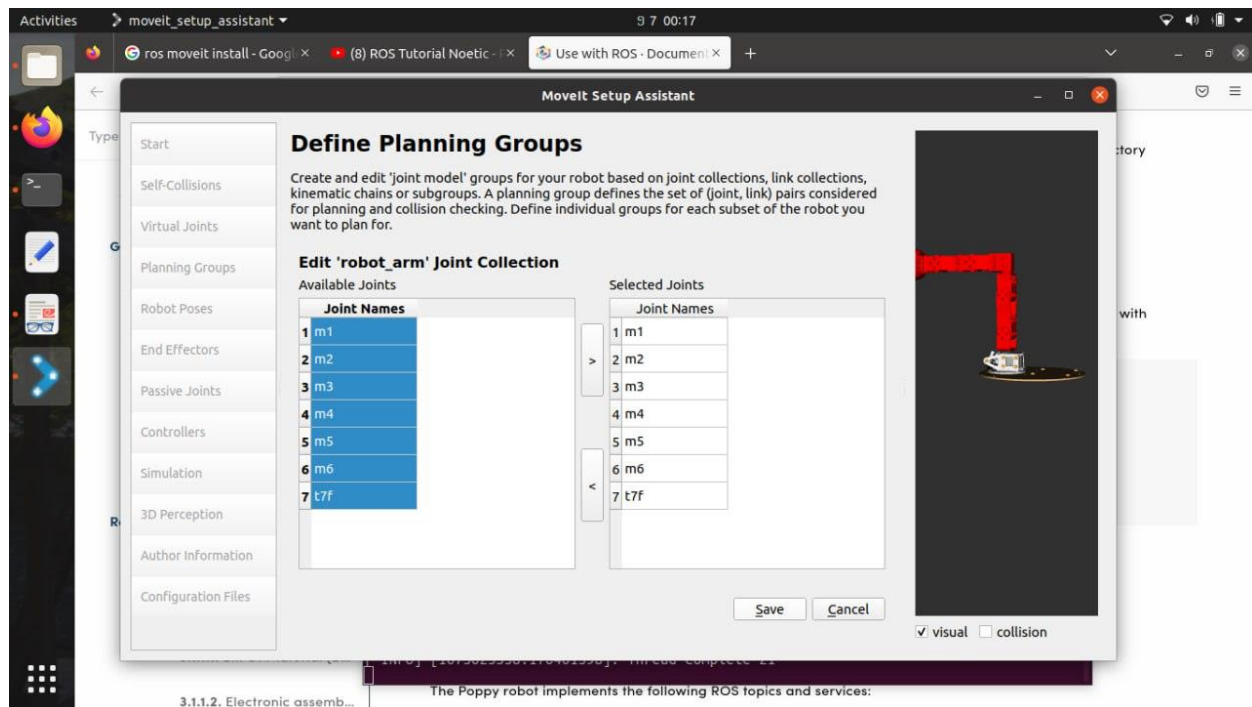 Activities moveit_setup_assistant 9 7 00:17
ros moveit install - Googl (8) ROS Tutorial Noetic - Use with ROS · Document
MoveIt Setup Assistant
Type
Start
Self-Collisions
Virtual Joints
Planning Groups
Robot Poses
End Effectors
Passive Joints
Controllers
Simulation
3D Perception
Author Information
Configuration Files
Define Planning Groups
Create and edit 'joint model' groups for your robot based on joint collections, link collections,
kinematic chains or subgroups. A planning group defines the set of (joint, link) pairs considered
for planning and collision checking. Define individual groups for each subset of the robot you
want to plan for.
Edit 'robot_arm' Joint Collection
Available Joints
Joint Names
1 m1
2 m2
3 m3
4 m4
5 m5
6 m6
7 t7f
>
<
Selected Joints
Joint Names
1 m1
2 m2
3 m3
4 m4
5 m5
6 m6
7 t7f
Save Cancel
visual collision
with
The Poppy robot implements the following ROS topics and services:
3.1.1.2. Electronic assemb...